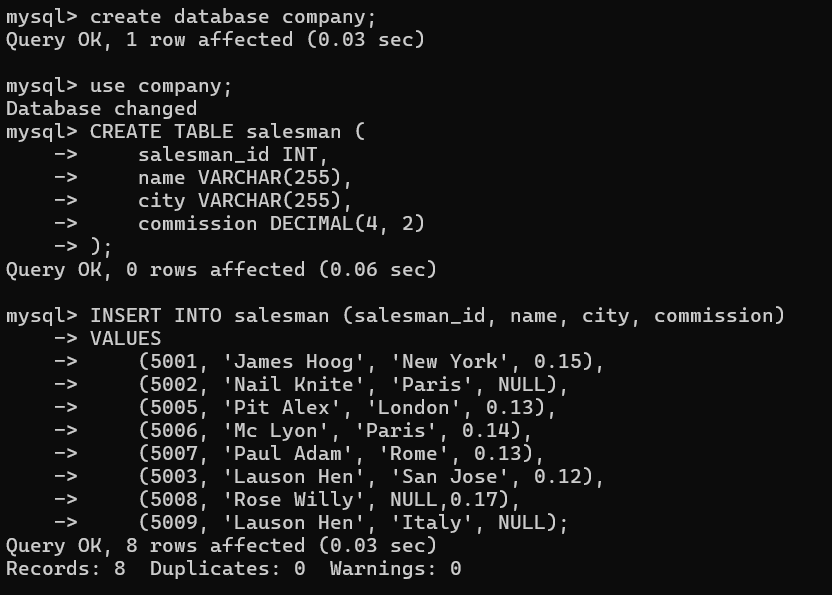 mysql> create database company;
Query OK, 1 row affected (0.03 sec)

mysql> use company;
Database changed
mysql> CREATE TABLE salesman (
    ->     salesman_id INT,
    ->     name VARCHAR(255),
    ->     city VARCHAR(255),
    ->     commission DECIMAL(4, 2)
    -> );
Query OK, 0 rows affected (0.06 sec)

mysql> INSERT INTO salesman (salesman_id, name, city, commission)
    -> VALUES
    ->     (5001, 'James Hoog', 'New York', 0.15),
    ->     (5002, 'Nail Knite', 'Paris', NULL),
    ->     (5005, 'Pit Alex', 'London', 0.13),
    ->     (5006, 'Mc Lyon', 'Paris', 0.14),
    ->     (5007, 'Paul Adam', 'Rome', 0.13),
    ->     (5003, 'Lauson Hen', 'San Jose', 0.12),
    ->     (5008, 'Rose Willy', NULL,0.17),
    ->     (5009, 'Lauson Hen', 'Italy', NULL);
Query OK, 8 rows affected (0.03 sec)
Records: 8  Duplicates: 0  Warnings: 0